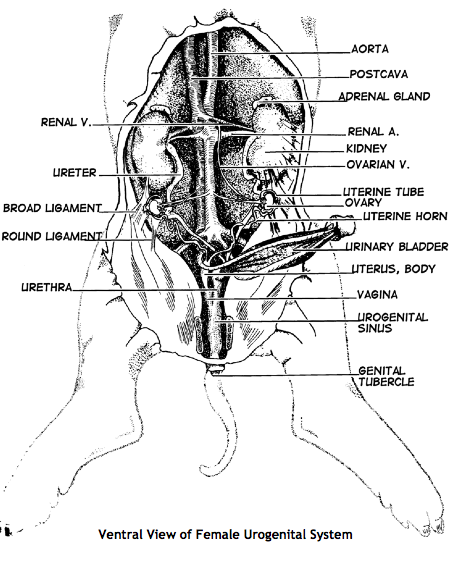 AORTA
POSTCAVA
ADRENAL GLAND
RENAL V.
RENAL A.
KIDNEY
URETER
OVARIAN V.
UTERINE TUBE
BROAD LIGAMENT
OVARY
UTERINE HORN
ROUND LIGAMENT
URINARY BLADDER
UTERUS, BODY
URETHRA
VAGINA
UROGENITAL
SINUS
GENITAL
TUBERCLE
Ventral View of Female Urogenital System